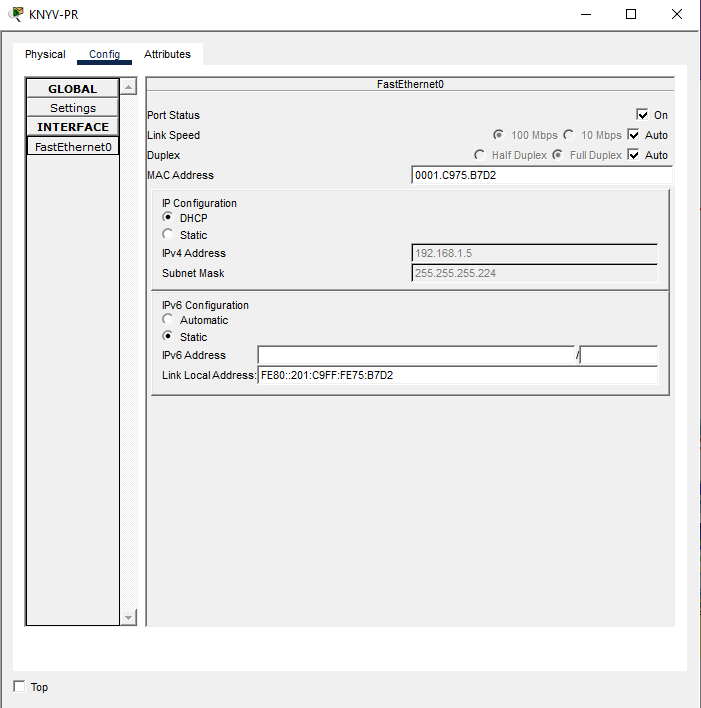 KNYV-PR
Physical Config Attributes
GLOBAL
Settings
INTERFACE
FastEthernet0
FastEthernet0
Port Status On
Link Speed 100 Mbps 10 Mbps Auto
Duplex Half Duplex Full Duplex Auto
MAC Address 0001.C975.B7D2
IP Configuration
DHCP
Static
IPv4 Address 192.168.1.5
Subnet Mask 255.255.255.224
IPv6 Configuration
Automatic
Static
IPv6 Address /
Link Local Address: FE80::201:C9FF:FE75:B7D2
Top